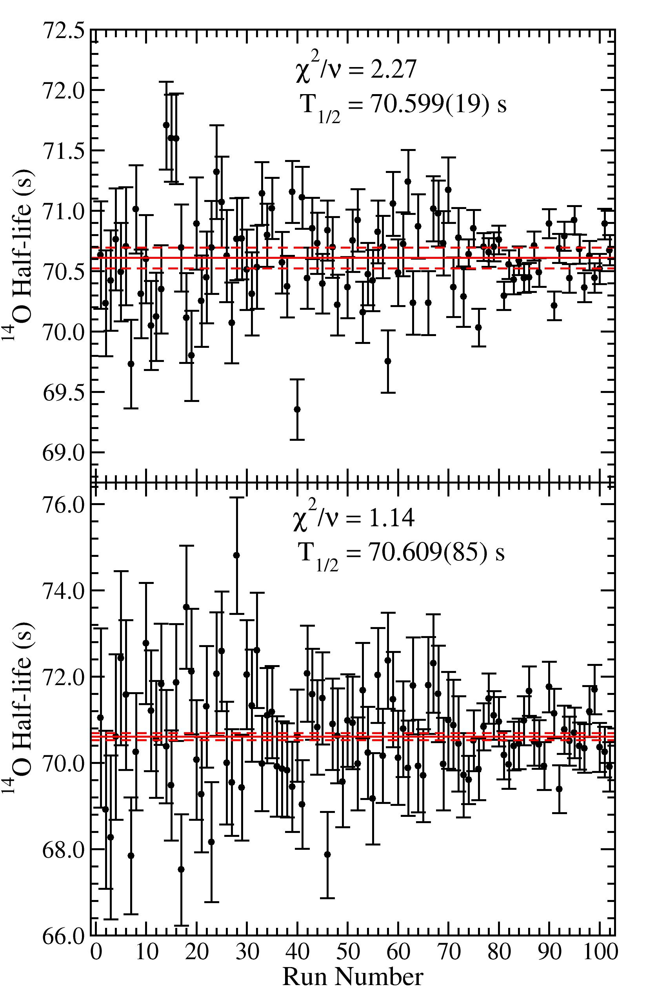 72.5
72.0
71.5
71.0
70.5
70.0
69.5
69.0
¹⁴O Half-life (s)
χ²/ν = 2.27
T₁/₂ = 70.599(19) s
76.0
74.0
72.0
70.0
68.0
66.0
¹⁴O Half-life (s)
χ²/ν = 1.14
T₁/₂ = 70.609(85) s
0 10 20 30 40 50 60 70 80 90 100
Run Number